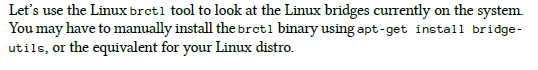 Let’s use the Linux brctl tool to look at the Linux bridges currently on the system.
You may have to manually install the brctl binary using apt-get install bridge-
utils, or the equivalent for your Linux distro.